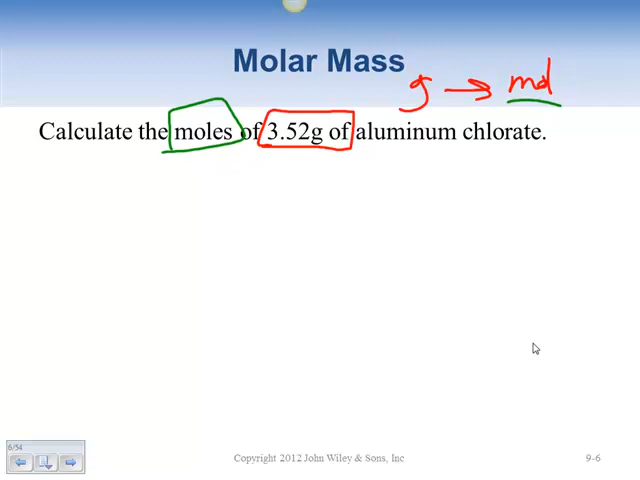 Molar Mass
g → mol
Calculate the moles of 3.52g of aluminum chlorate.
6/54
Copyright 2012 John Wiley & Sons, Inc
9-6